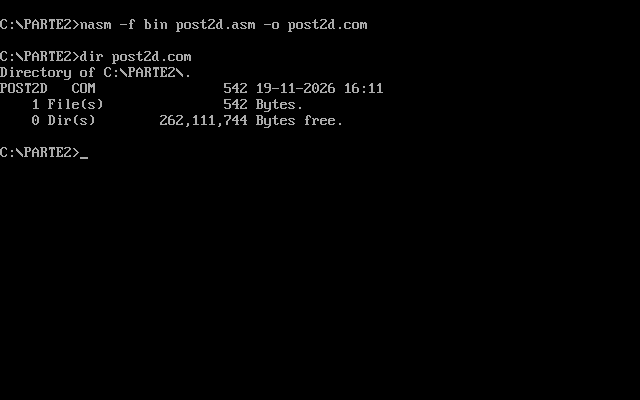 C:\PARTE2>nasm -f bin post2d.asm -o post2d.com
C:\PARTE2>dir post2d.com
Directory of C:\PARTE2\.
POST2D   COM                542 19-11-2026 16:11
    1 File(s)               542 Bytes.
    0 Dir(s)        262,111,744 Bytes free.
C:\PARTE2>_